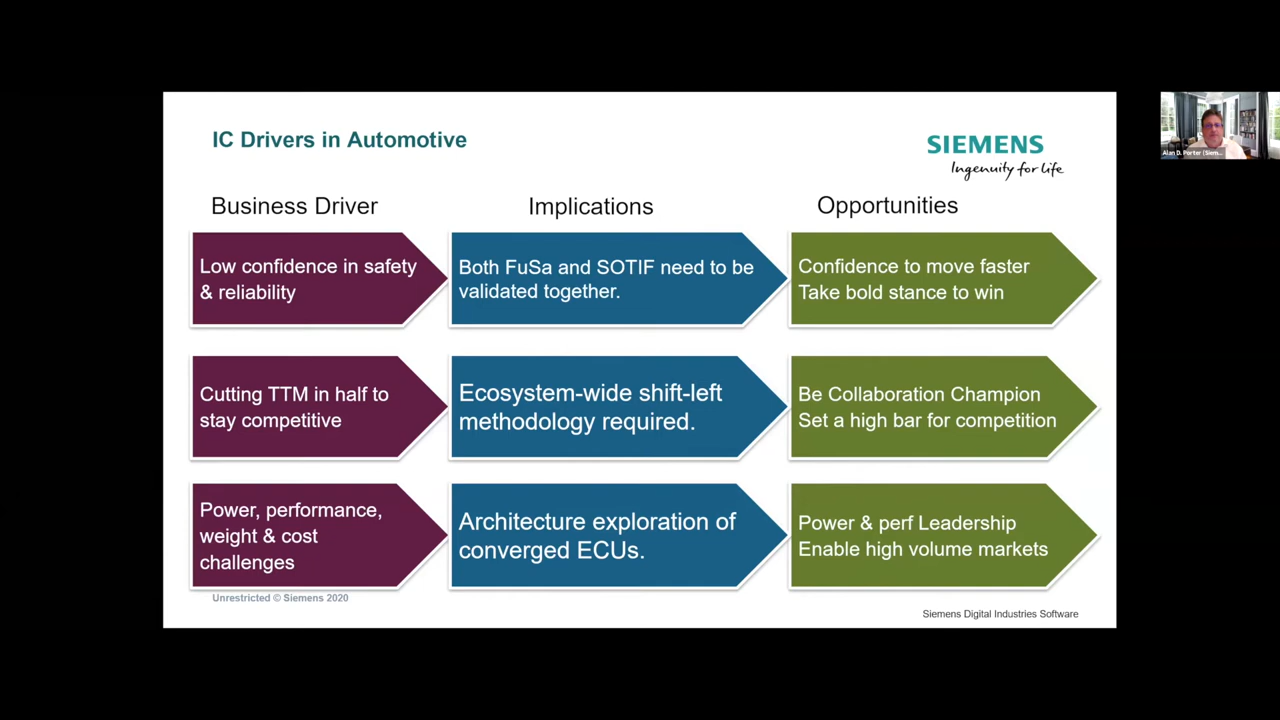 IC Drivers in Automotive
SIEMENS
Ingenuity for life
Business Driver
Implications
Opportunities
Low confidence in safety
& reliability
Both FuSa and SOTIF need to be
validated together.
Confidence to move faster
Take bold stance to win
Cutting TTM in half to
stay competitive
Ecosystem-wide shift-left
methodology required.
Be Collaboration Champion
Set a high bar for competition
Power, performance,
weight & cost
challenges
Architecture exploration of
converged ECUs.
Power & perf Leadership
Enable high volume markets
Unrestricted © Siemens 2020
Siemens Digital Industries Software
Alan D. Porter (Siem...